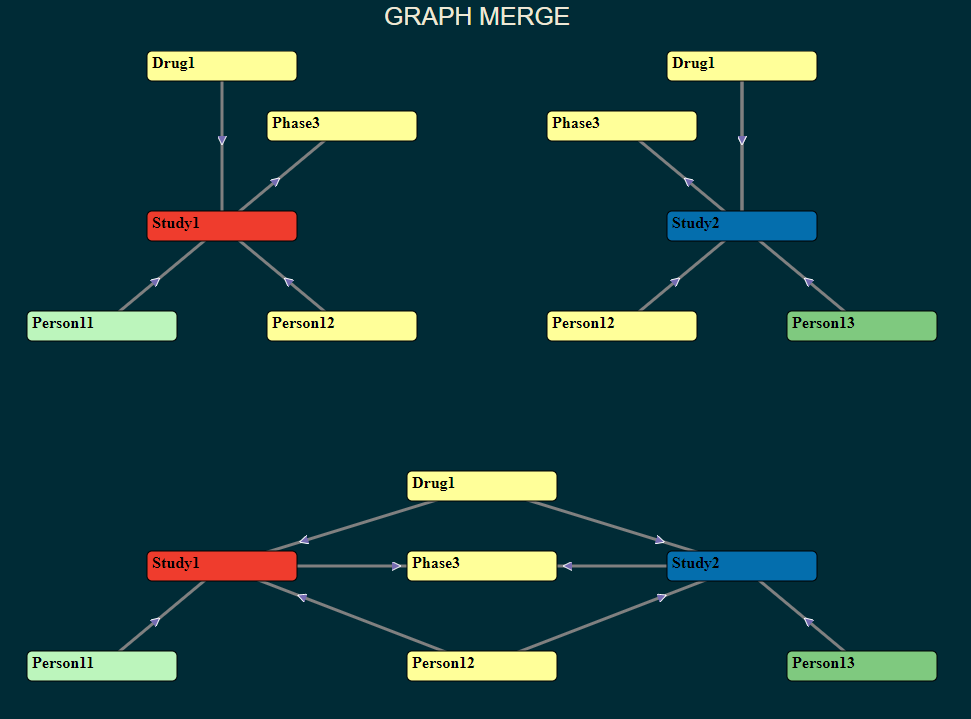 GRAPH MERGE
Drug1
Drug1
Phase3
Phase3
Study1
Study2
Person11
Person12
Person12
Person13
Drug1
Study1
Phase3
Study2
Person11
Person12
Person13